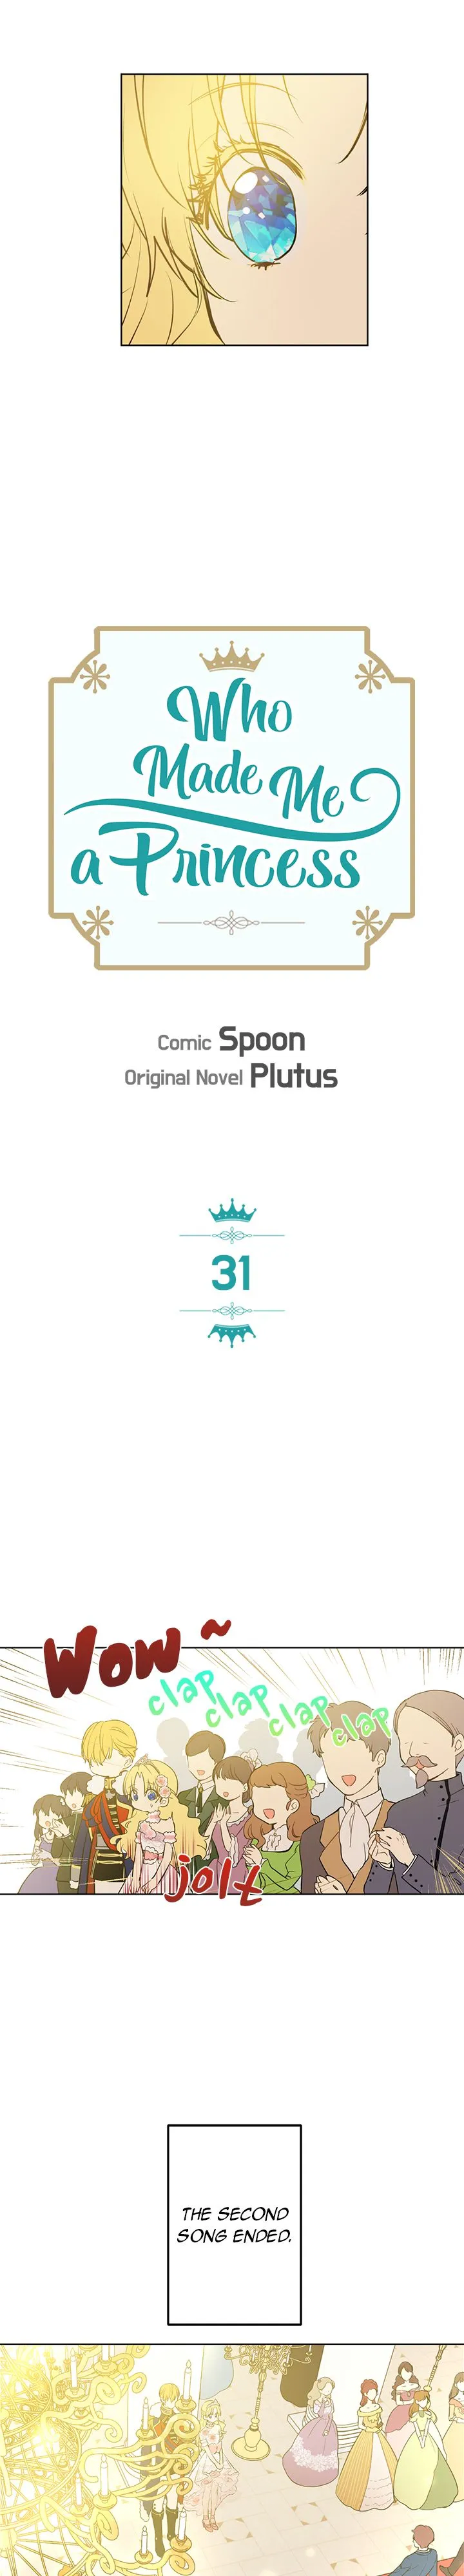 Who
Made Me
a Princess
Comic Spoon
Original Novel Plutus
31
Wow ~
clap clap clap clap
jolt
THE SECOND
SONG ENDED.